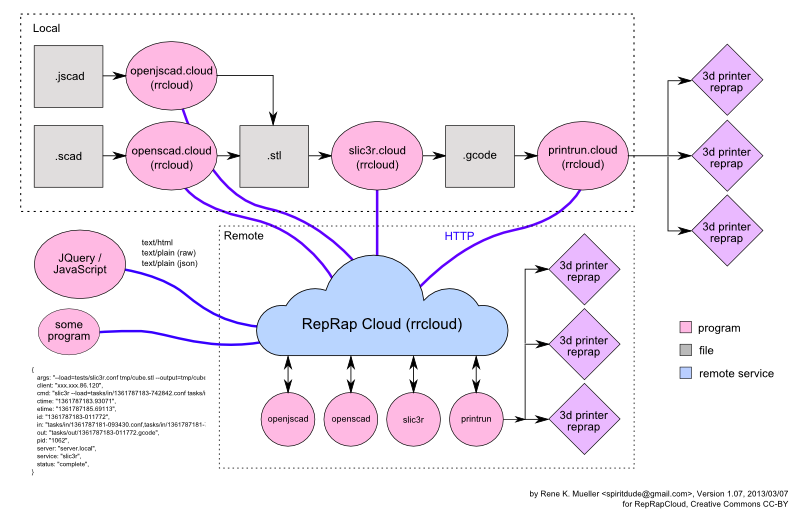 Local
.jscad
openjscad.cloud
(rrcloud)
.scad
openscad.cloud
(rrcloud)
.stl
slic3r.cloud
(rrcloud)
.gcode
printrun.cloud
(rrcloud)
3d printer
reprap
3d printer
reprap
3d printer
reprap
Remote
HTTP
JQuery /
JavaScript
text/html
text/plain (raw)
text/plain (json)
some
program
RepRap Cloud (rrcloud)
openjscad
openscad
slic3r
printrun
3d printer
reprap
3d printer
reprap
3d printer
reprap
program
file
remote service
{
args: "--load=tests/slic3r.conf tmp/cube.stl --output=tmp/cube
client: "xxx.xxx.86.120",
cmd: "slic3r --load=tasks/in/1361787183-742842.conf tasks/i
ctime: "1361787183.93071",
etime: "1361787185.69113",
id: "1361787183-011772",
in: "tasks/in/1361787181-093430.conf,tasks/in/1361787181-
out: "tasks/out/1361787183-011772.gcode",
pid: "1062",
server: "server.local",
service: "slic3r",
status: "complete",
}
by Rene K. Mueller <spiritdude@gmail.com>, Version 1.07, 2013/03/07
for RepRapCloud, Creative Commons CC-BY